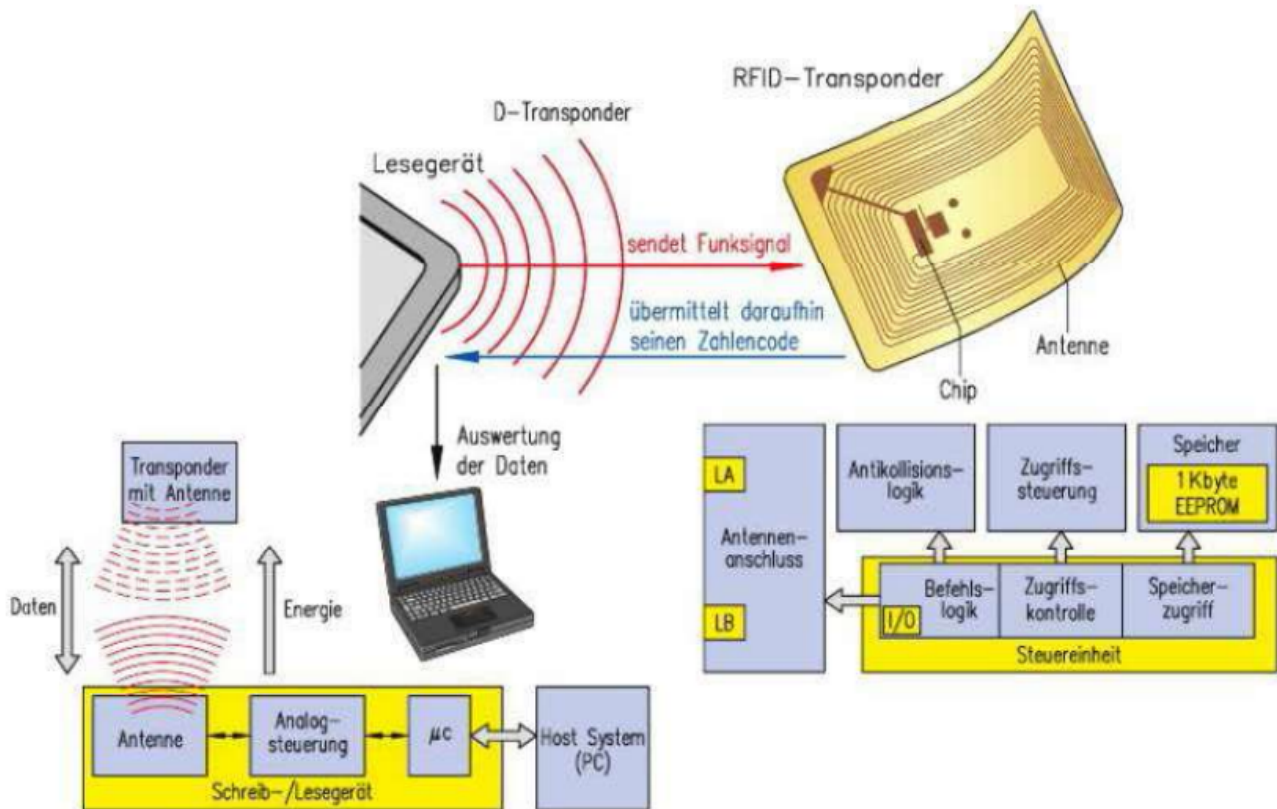 RFID-Transponder
D-Transponder
Lesegerät
sendet Funksignal
übermittelt daraufhin
seinen Zahlencode
Antenne
Chip
Auswertung
der Daten
Transponder
mit Antenne
Daten
Energie
Antenne
Analog-
steuerung
µc
Host System
(PC)
Schreib-/Lesegerät
LA
Antennen-
anschluss
LB
Antikollisions-
logik
Zugriffs-
steuerung
Speicher
1 Kbyte
EEPROM
I/O
Befehls-
logik
Zugriffs-
kontrolle
Speicher-
zugriff
Steuereinheit